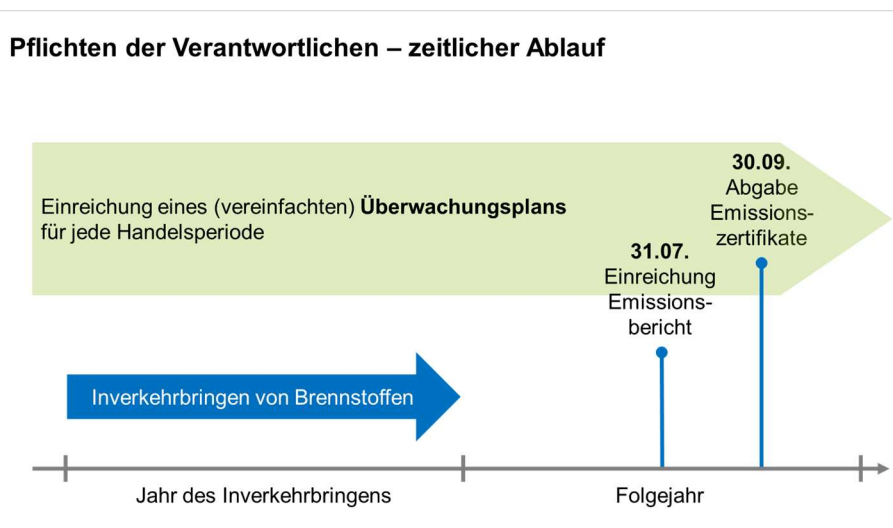 Pflichten der Verantwortlichen – zeitlicher Ablauf
Einreichung eines (vereinfachten) Überwachungsplans
für jede Handelsperiode
31.07.
Einreichung
Emissions-
bericht
30.09.
Abgabe
Emissions-
zertifikate
Inverkehrbringen von Brennstoffen
Jahr des Inverkehrbringens
Folgejahr